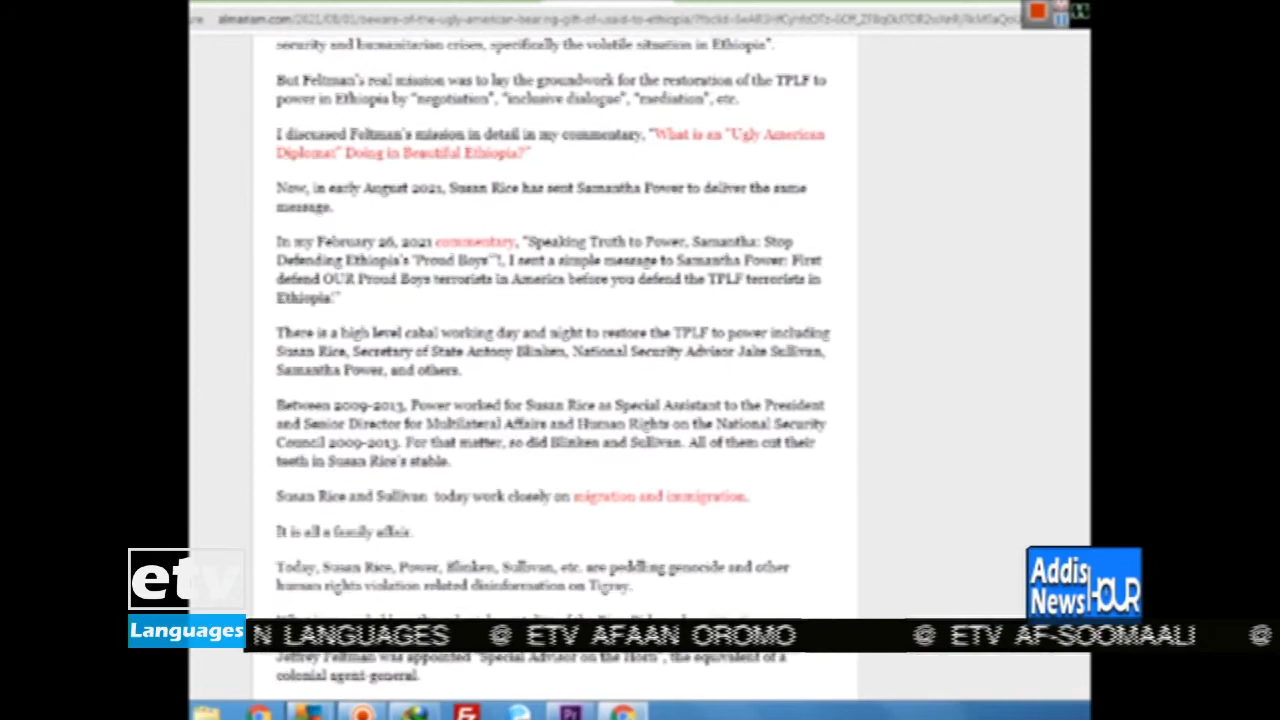 security and humanitarian crises, specifically the volatile situation in Ethiopia".
But Feltman's real mission was to lay the groundwork for the restoration of the TPLF to
power in Ethiopia by "negotiation", "inclusive dialogue", "mediation", etc.
I discussed Feltman's mission in detail in my commentary, "What is an "Ugly American
Diplomat" Doing in Beautiful Ethiopia?"
Now, in early August 2021, Susan Rice has sent Samantha Power to deliver the same
message.
In my February 26, 2021 commentary, "Speaking Truth to Power, Samantha: Stop
Defending Ethiopia's "Proud Boys"!, I sent a simple message to Samantha Power: First
defend OUR Proud Boys terrorists in America before you defend the TPLF terrorists in
Ethiopia."
There is a high level cabal working day and night to restore the TPLF to power including
Susan Rice, Secretary of State Antony Blinken, National Security Advisor Jake Sullivan,
Samantha Power, and others.
Between 2009-2013, Power worked for Susan Rice as Special Assistant to the President
and Senior Director for Multilateral Affairs and Human Rights on the National Security
Council 2009-2013. For that matter, so did Blinken and Sullivan. All of them cut their
teeth in Susan Rice's stable.
Susan Rice and Sullivan today work closely on migration and immigration.
It is all a family affair.
Today, Susan Rice, Power, Blinken, Sullivan, etc. are peddling genocide and other
human rights violation related disinformation on Tigray.
Jeffrey Feltman was appointed "Special Advisor on the Horn", the equivalent of a
colonial agent-general.
etv
Languages
Addis
News HOUR
N LANGUAGES @ ETV AFAAN OROMO @ ETV AF-SOOMAALI @